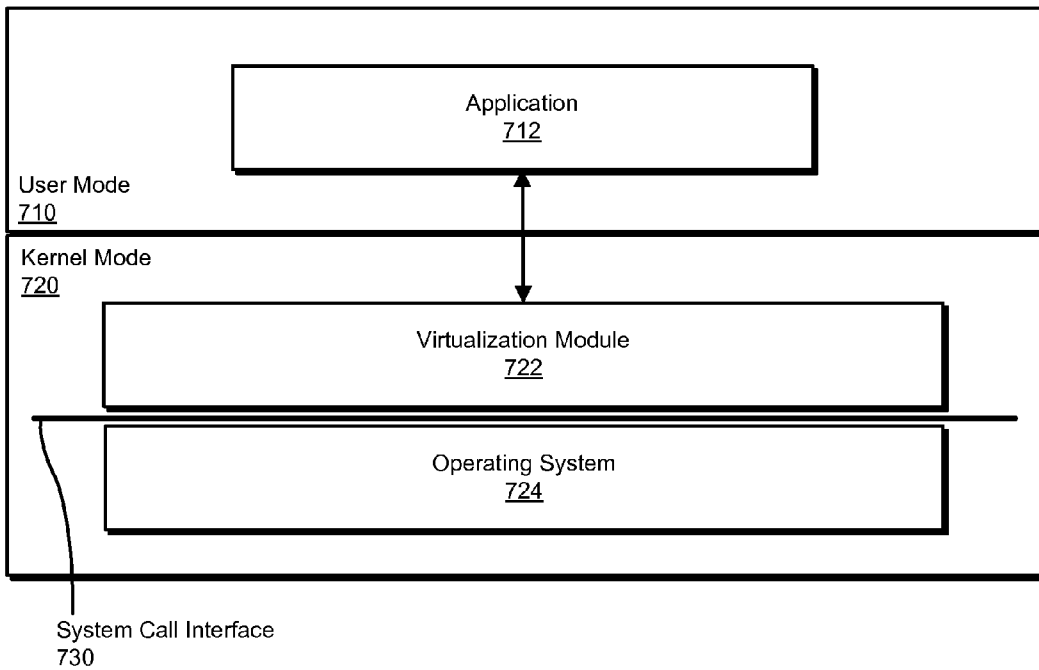 Application
712
User Mode
710
Kernel Mode
720
Virtualization Module
722
Operating System
724
System Call Interface
730